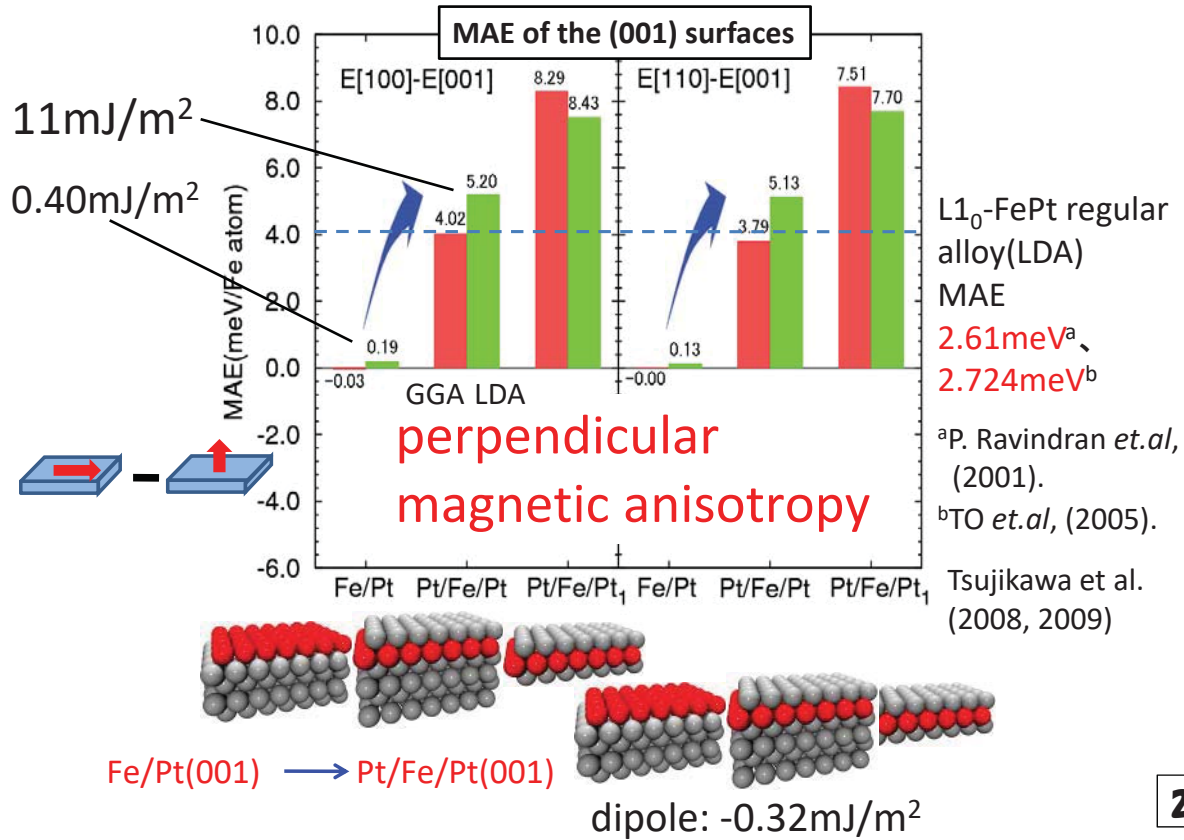 MAE of the (001) surfaces
10.0
8.0
6.0
4.0
2.0
0.0
-2.0
-4.0
-6.0
MAE(meV/Fe atom)
11mJ/m²
0.40mJ/m²
E[100]-E[001]
−0.03
0.19
4.02
5.20
8.29
8.43
E[110]-E[001]
−0.00
0.13
3.79
5.13
7.51
7.70
GGA LDA
perpendicular
magnetic anisotropy
Fe/Pt Pt/Fe/Pt Pt/Fe/Pt₁ Fe/Pt Pt/Fe/Pt Pt/Fe/Pt₁
L1₀-FePt regular
alloy(LDA)
MAE
2.61meVᵃ、
2.724meVᵇ
ᵃP. Ravindran et.al,
(2001).
ᵇTO et.al, (2005).
Tsujikawa et al.
(2008, 2009)
Fe/Pt(001) → Pt/Fe/Pt(001)
dipole: -0.32mJ/m²